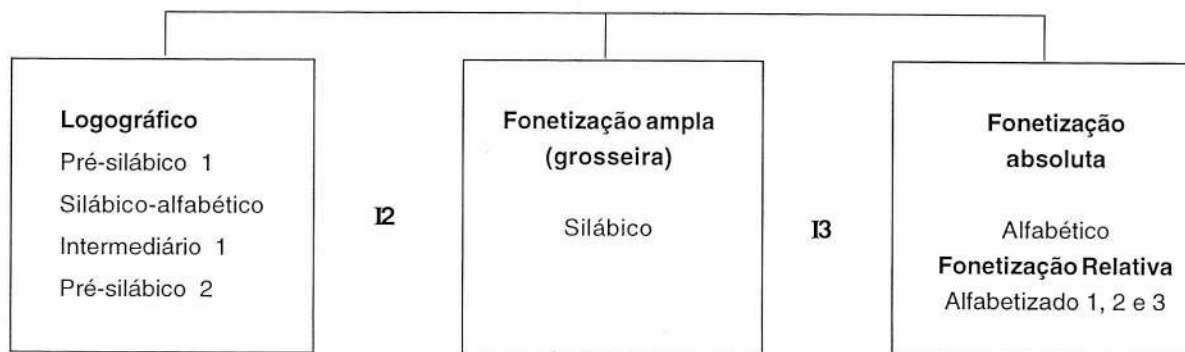 Logográfico
Pré-silábico 1
Silábico-alfabético
Intermediário 1
Pré-silábico 2
I2
Fonetização ampla
(grosseira)
Silábico
I3
Fonetização
absoluta
Alfabético
Fonetização Relativa
Alfabetizado 1, 2 e 3